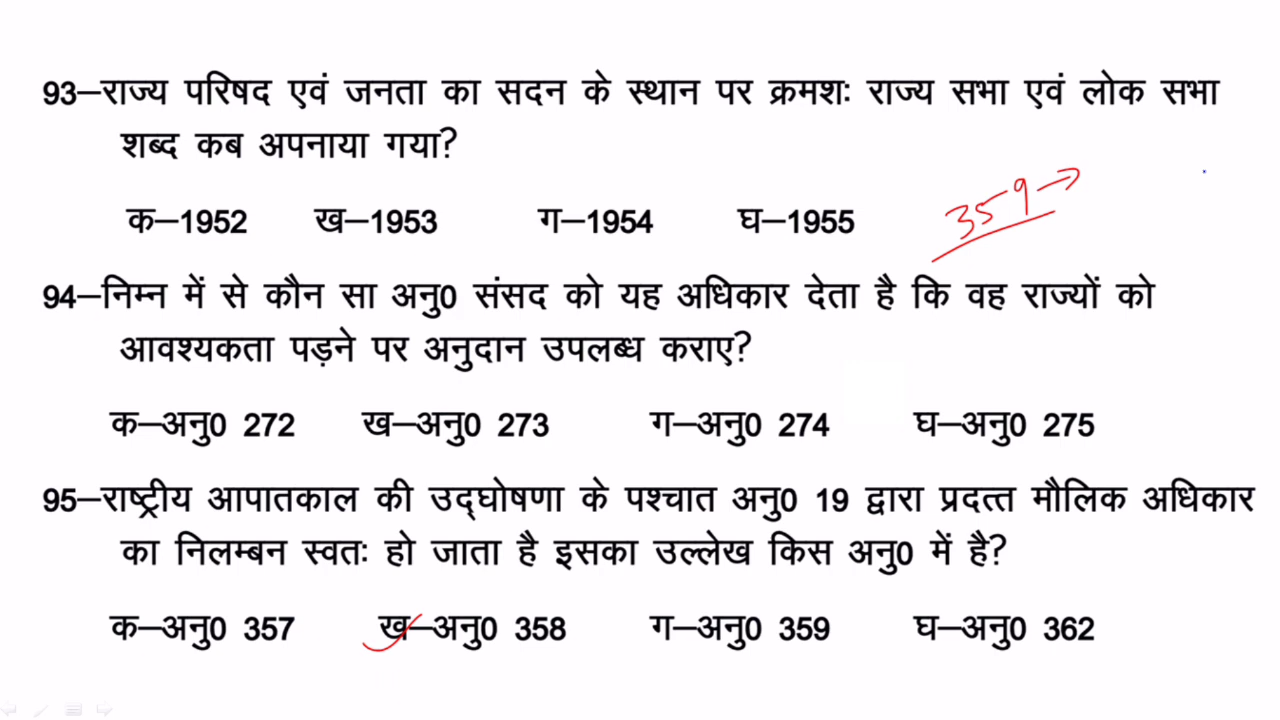 93–राज्य परिषद एवं जनता का सदन के स्थान पर क्रमशः राज्य सभा एवं लोक सभा
शब्द कब अपनाया गया?
क–1952 ख–1953 ग–1954 घ–1955
359→
94–निम्न में से कौन सा अनु0 संसद को यह अधिकार देता है कि वह राज्यों को
आवश्यकता पड़ने पर अनुदान उपलब्ध कराए?
क–अनु0 272 ख–अनु0 273 ग–अनु0 274 घ–अनु0 275
95–राष्ट्रीय आपातकाल की उद्घोषणा के पश्चात अनु0 19 द्वारा प्रदत्त मौलिक अधिकार
का निलम्बन स्वतः हो जाता है इसका उल्लेख किस अनु0 में है?
क–अनु0 357 ख–अनु0 358 ग–अनु0 359 घ–अनु0 362